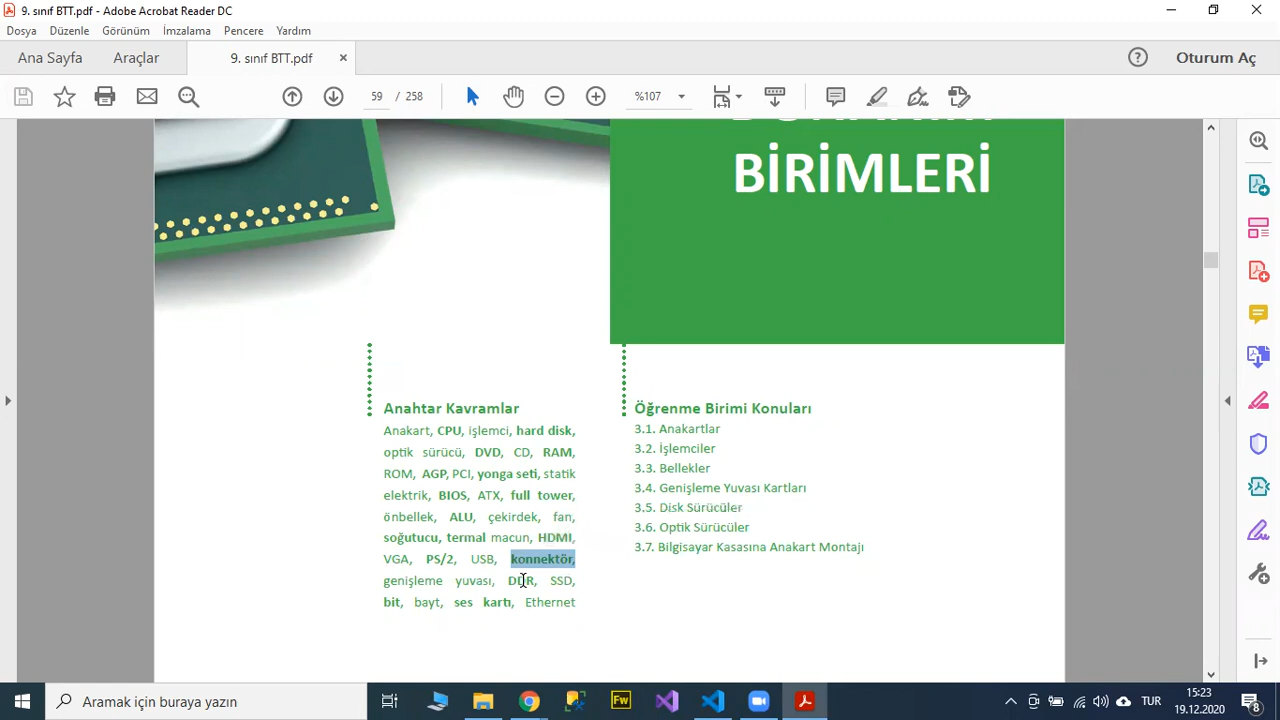 9. sınıf BTT.pdf - Adobe Acrobat Reader DC
Dosya Düzenle Görünüm İmzalama Pencere Yardım
Ana Sayfa Araçlar 9. sınıf BTT.pdf × Oturum Aç
59 / 258 %107
BİRİMLERİ
Anahtar Kavramlar
Anakart, CPU, işlemci, hard disk,
optik sürücü, DVD, CD, RAM,
ROM, AGP, PCI, yonga seti, statik
elektrik, BIOS, ATX, full tower,
önbellek, ALU, çekirdek, fan,
soğutucu, termal macun, HDMI,
VGA, PS/2, USB, konnektör,
genişleme yuvası, DDR, SSD,
bit, bayt, ses kartı, Ethernet
Öğrenme Birimi Konuları
3.1. Anakartlar
3.2. İşlemciler
3.3. Bellekler
3.4. Genişleme Yuvası Kartları
3.5. Disk Sürücüler
3.6. Optik Sürücüler
3.7. Bilgisayar Kasasına Anakart Montajı
Aramak için buraya yazın
Fw
TUR
15:23
19.12.2020
8